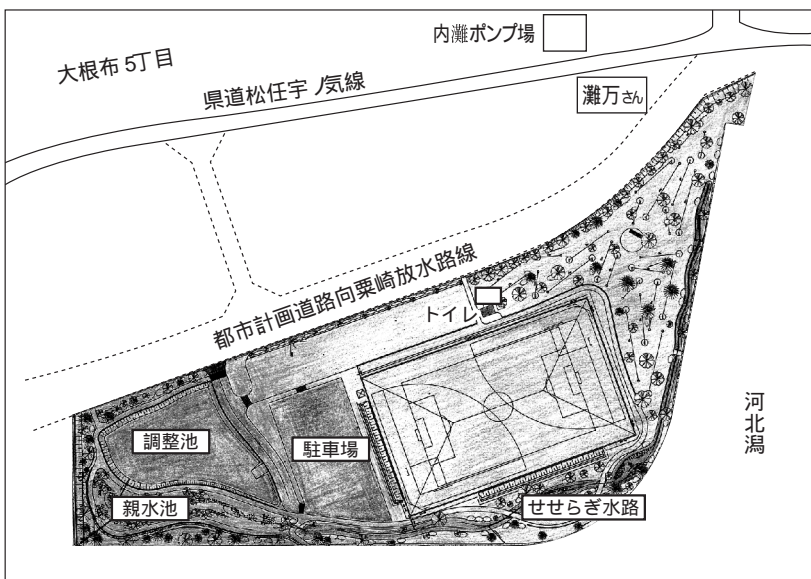 内灘ポンプ場
大根布 5丁目
県道松任宇ノ気線
灘万さん
都市計画道路向粟崎放水路線
トイレ
河北潟
調整池
駐車場
親水池
せせらぎ水路